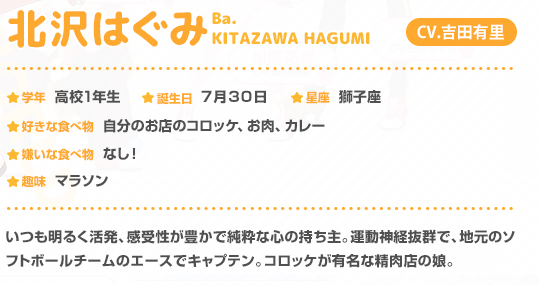 北沢はぐみ Ba. KITAZAWA HAGUMI CV.吉田有里
学年 高校1年生 誕生日 7月30日 星座 獅子座
好きな食べ物 自分のお店のコロッケ、お肉、カレー
嫌いな食べ物 なし!
趣味 マラソン
いつも明るく活発、感受性が豊かで純粋な心の持ち主。運動神経抜群で、地元のソ
フトボールチームのエースでキャプテン。コロッケが有名な精肉店の娘。